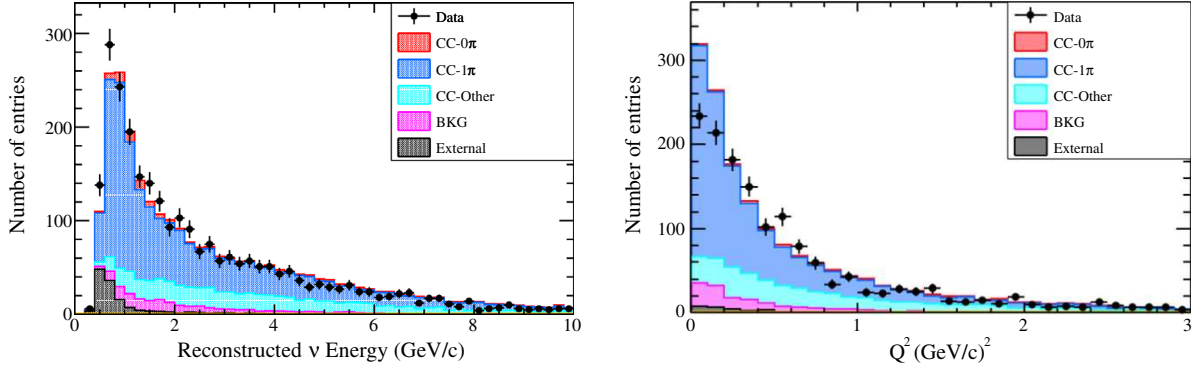 Number of entries
300
200
100
0
0
2
4
6
8
10
Reconstructed ν Energy (GeV/c)
Data
CC-0π
CC-1π
CC-Other
BKG
External
Number of entries
300
200
100
0
0
1
2
3
Q² (GeV/c)²
Data
CC-0π
CC-1π
CC-Other
BKG
External